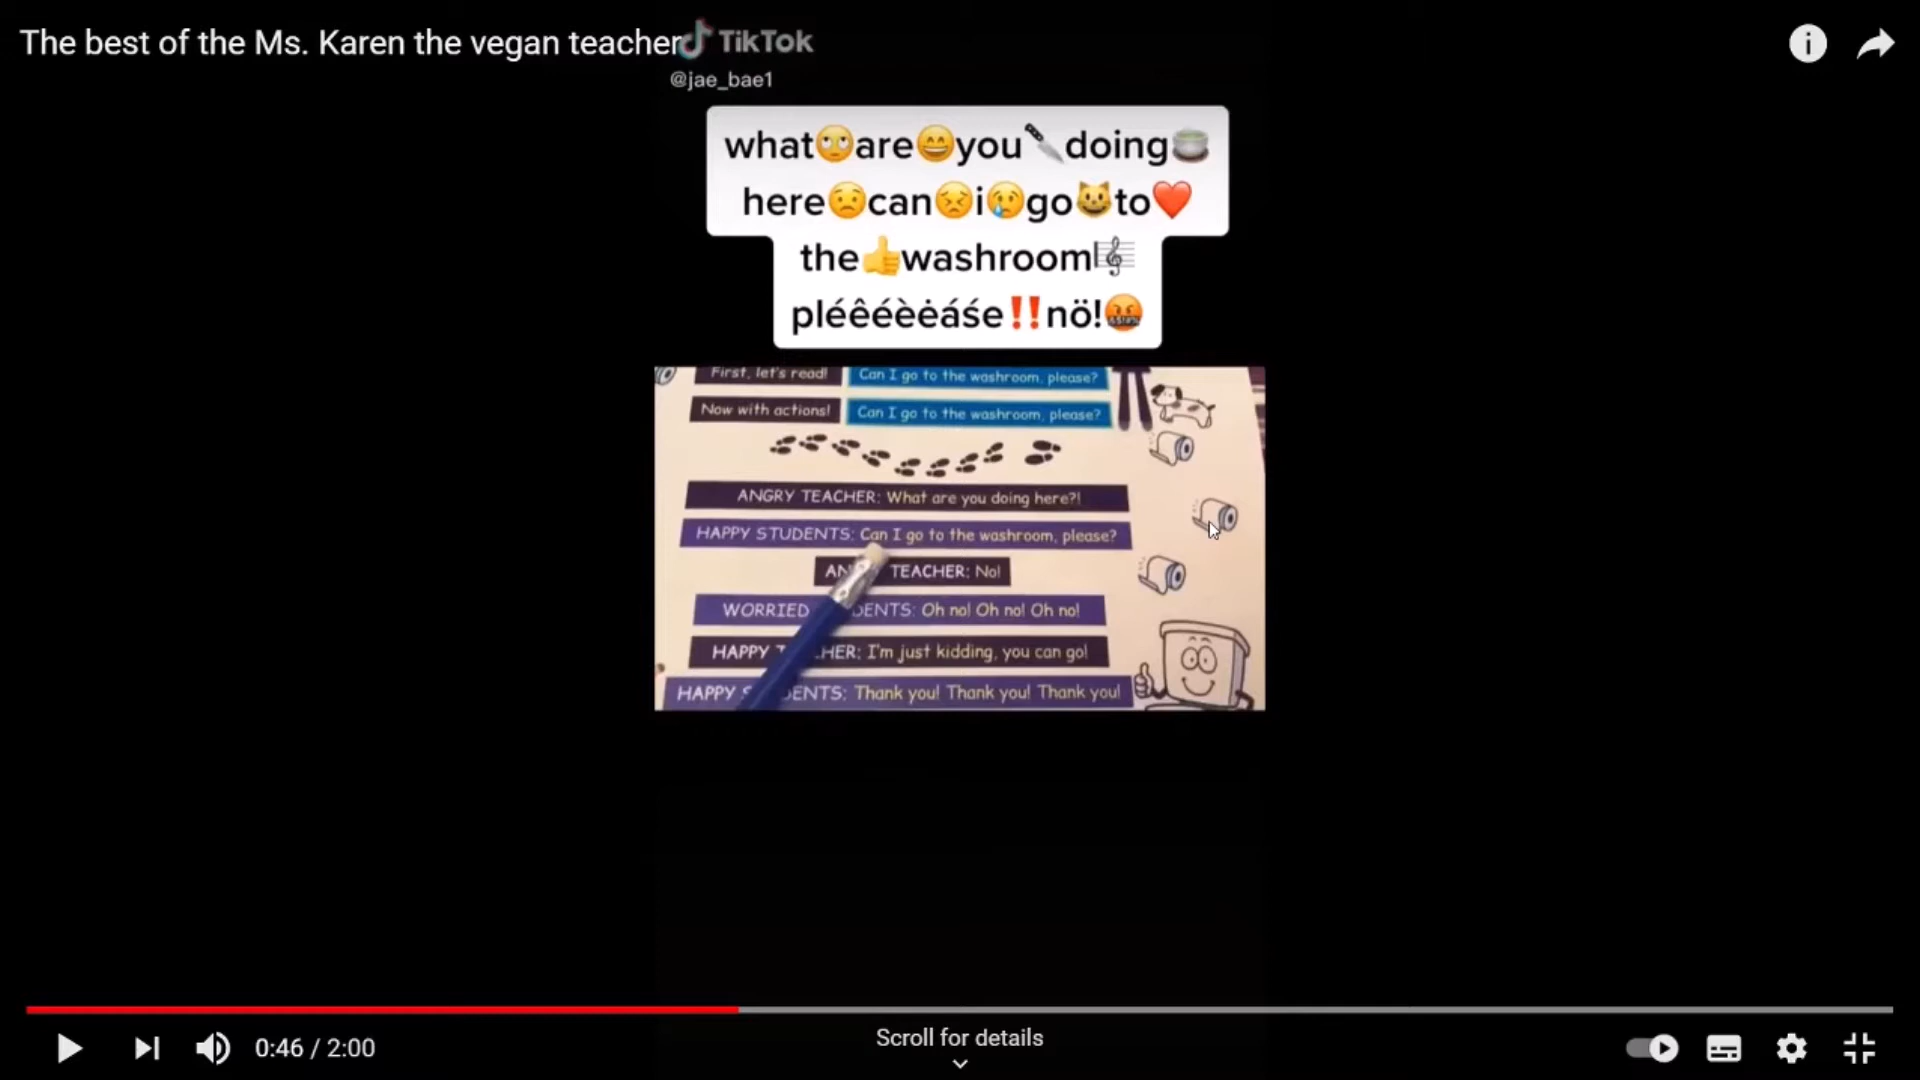 The best of the Ms. Karen the vegan teacher
TikTok
@jae_bae1
what🙄are😄you🔪doing🍵
here😟can😣i😢go😺to❤️
the👍washroom🎼
pléêéèėáśe‼️nö!🤬
First, let's read! Can I go to the washroom, please?
Now with actions! Can I go to the washroom, please?
ANGRY TEACHER: What are you doing here?!
HAPPY STUDENTS: Can I go to the washroom, please?
TEACHER: No!
WORRIED Oh no! Oh no! Oh no!
HAPPY I'm just kidding, you can go!
HAPPY Thank you! Thank you! Thank you!
0:46 / 2:00
Scroll for details